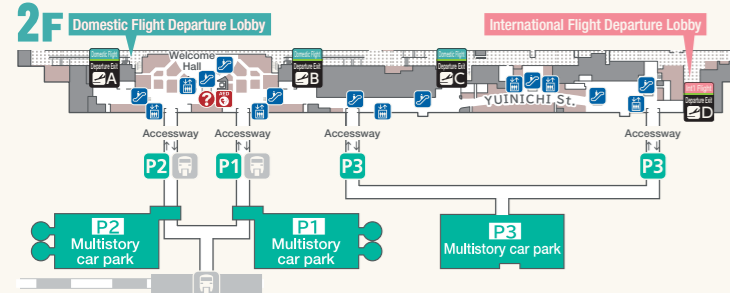 2F
Domestic Flight Departure Lobby
International Flight Departure Lobby
Domestic Flight
Departure Exit
A
Welcome
Hall
Domestic Flight
Departure Exit
B
Domestic Flight
Departure Exit
C
Int'l Flight
Departure Exit
D
?
AED
YUINICHI St.
Accessway
Accessway
Accessway
Accessway
P2
P1
P3
P3
P2
Multistory
car park
P1
Multistory
car park
P3
Multistory car park